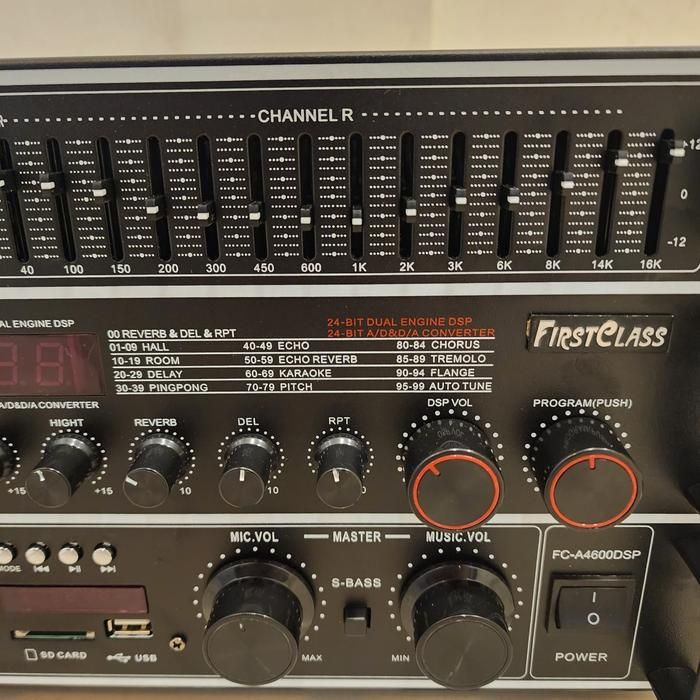 CHANNEL R
+12
0
-12
40 100 150 200 300 450 600 1K 2K 3K 6K 8K 14K 16K
ENGINE DSP
A/D&D/A CONVERTER
00 REVERB & DEL & RPT
24-BIT DUAL ENGINE DSP
24-BIT A/D&D/A CONVERTER
01-09 HALL 40-49 ECHO 80-84 CHORUS
10-19 ROOM 50-59 ECHO REVERB 85-89 TREMOLO
20-29 DELAY 60-69 KARAOKE 90-94 FLANGE
30-39 PINGPONG 70-79 PITCH 95-99 AUTO TUNE
FIRSTCLASS
HIGHT REVERB DEL RPT DSP VOL PROGRAM(PUSH)
+15 +15 10 10
MIC.VOL MASTER MUSIC.VOL
S-BASS
MODE
MAX MIN
SD CARD USB
FC-A4600DSP
I
O
POWER